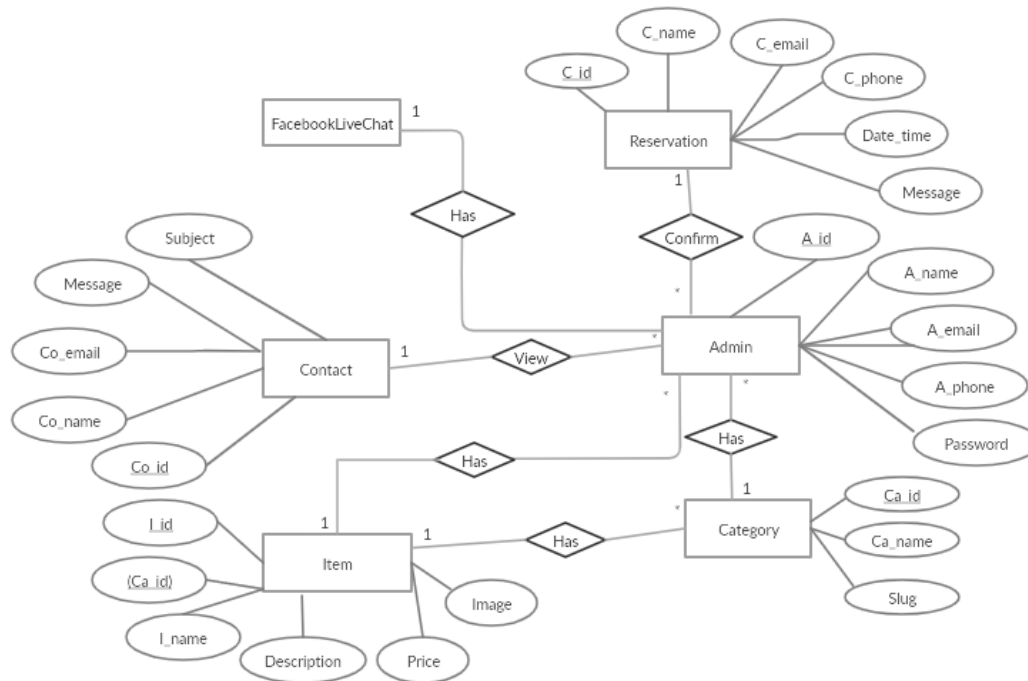 C_name
C_email
C_id
C_phone
FacebookLiveChat
1
Reservation
Date_time
1
Message
Has
Confirm
A_id
Subject
A_name
Message
*
A_email
Co_email
1
View
*
Admin
Contact
A_phone
*
*
Co_name
Has
Password
Co_id
Has
1
Ca_id
I_id
1
1
*
Category
Has
Ca_name
Item
(Ca_id)
Image
Slug
I_name
Description
Price